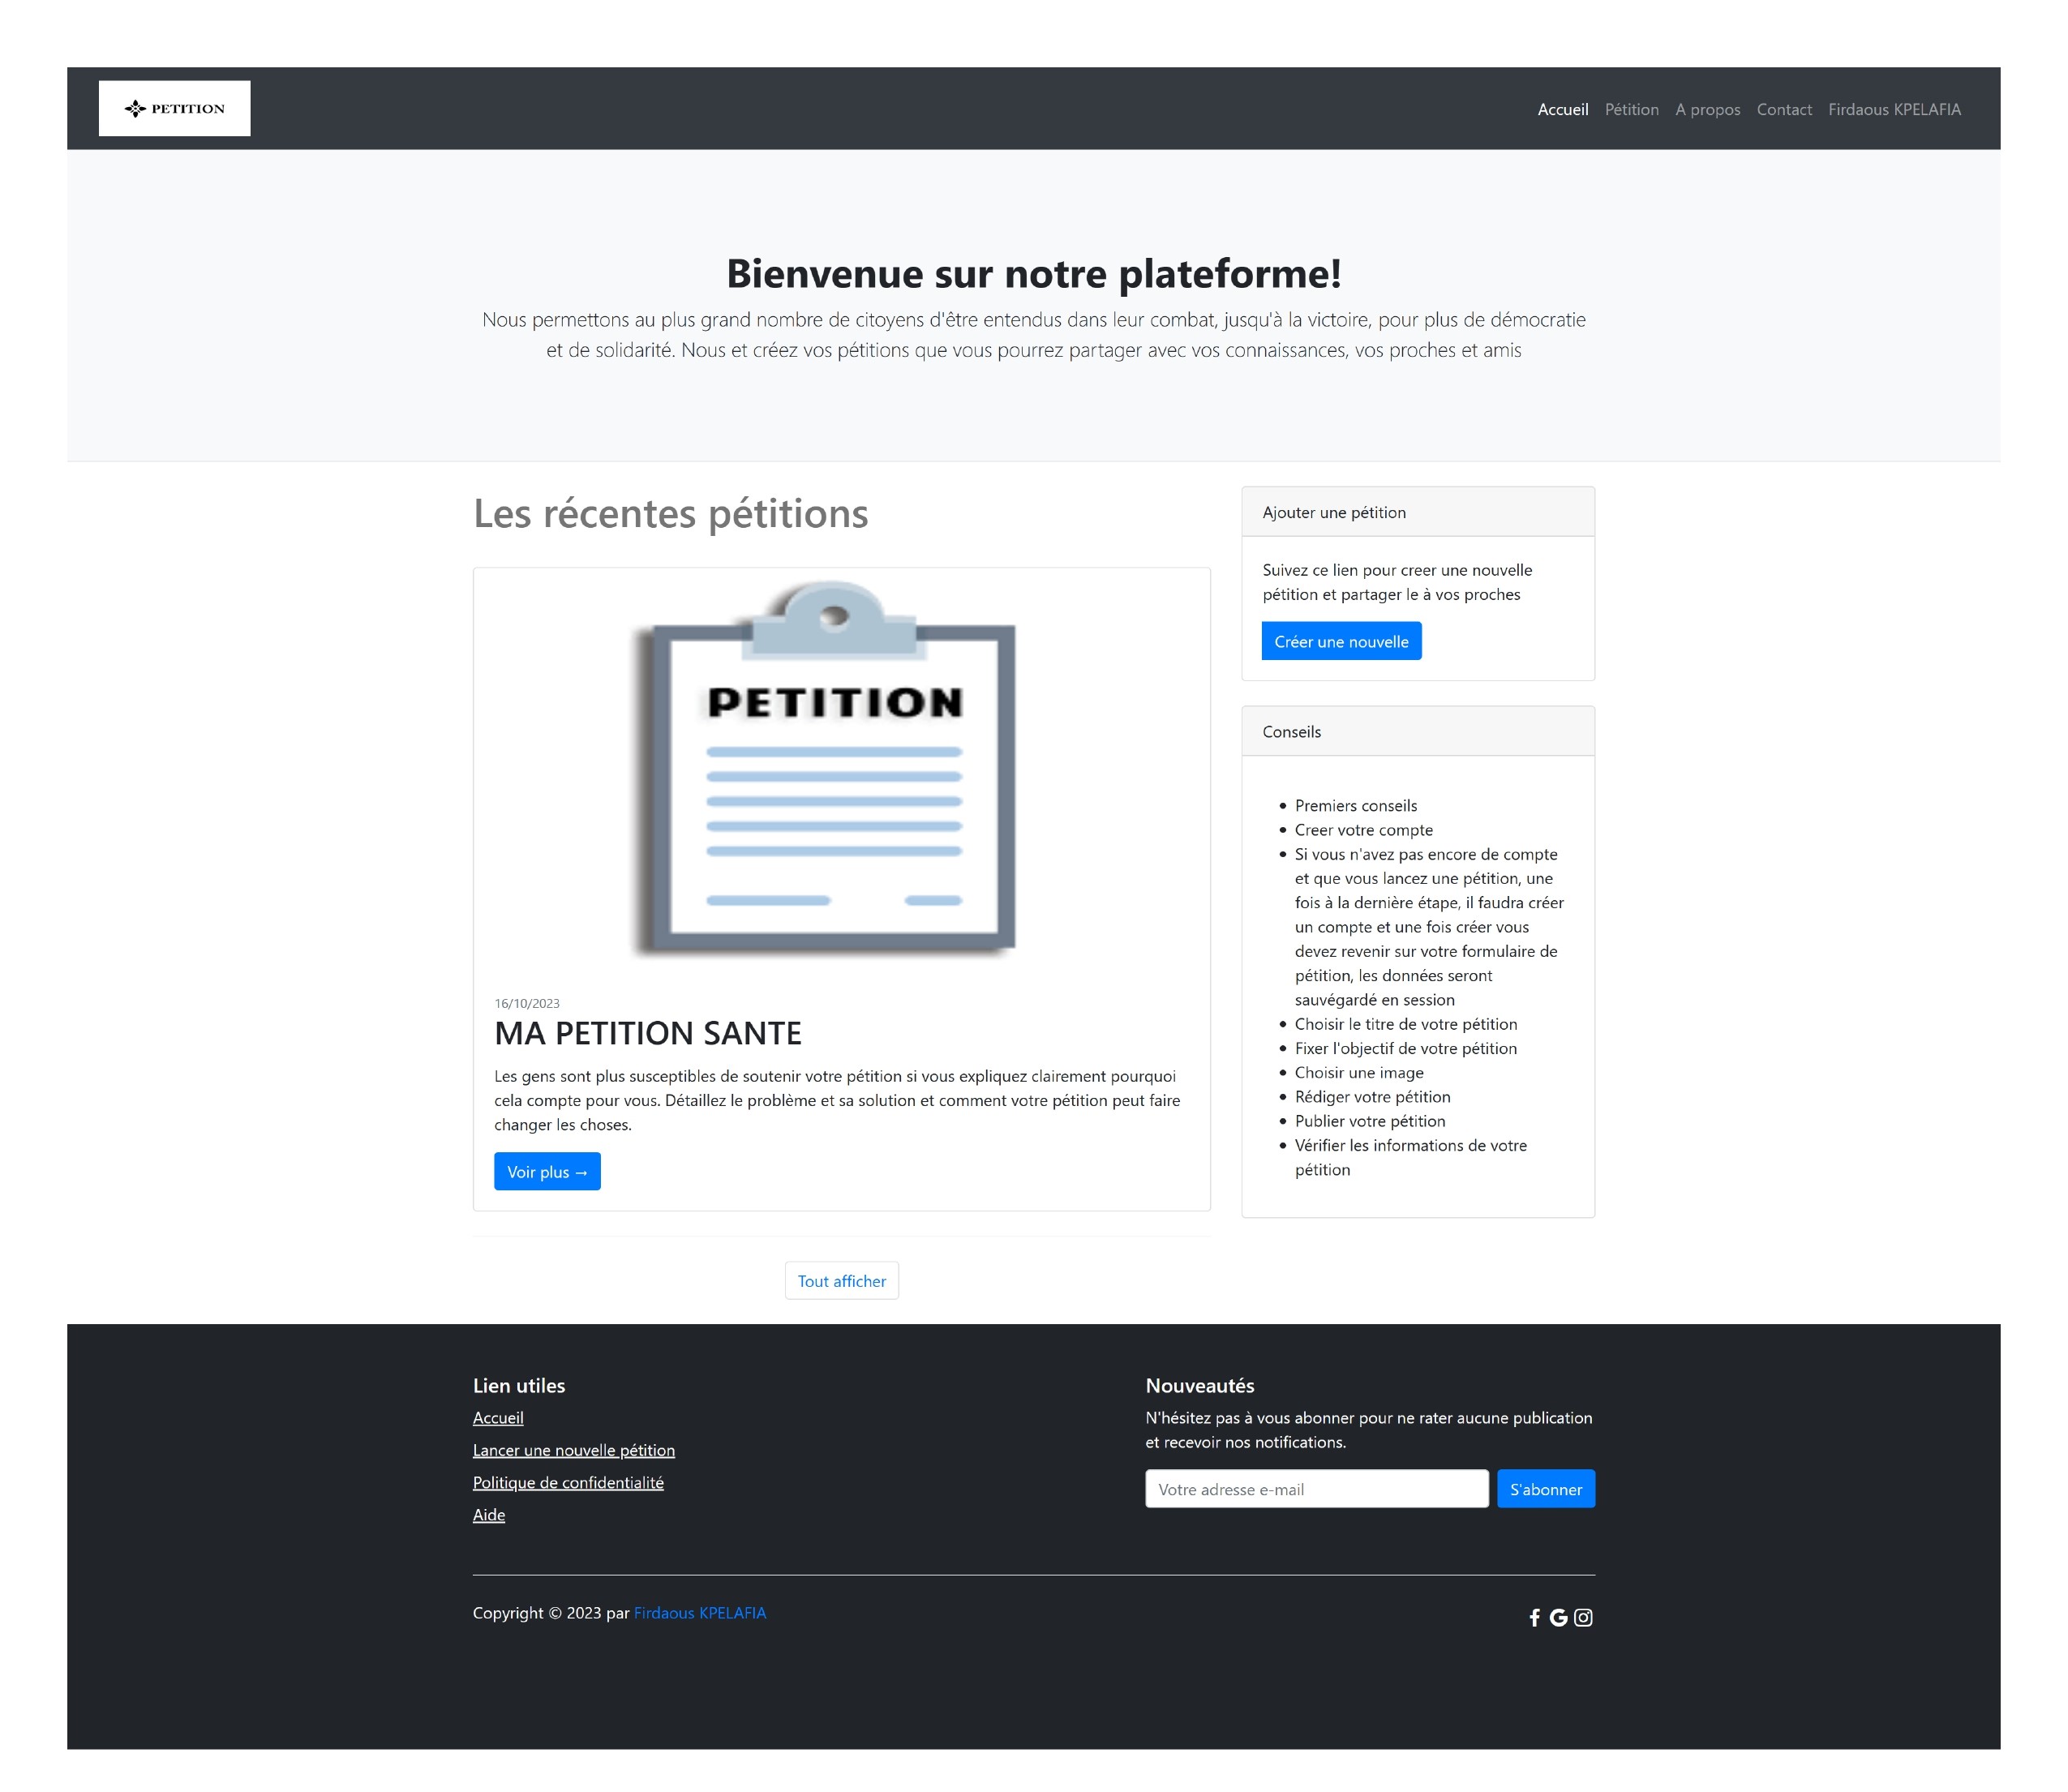 PETITION
Accueil Pétition A propos Contact Firdaous KPELAFIA
Bienvenue sur notre plateforme!
Nous permettons au plus grand nombre de citoyens d'être entendus dans leur combat, jusqu'à la victoire, pour plus de démocratie
et de solidarité. Nous et créez vos pétitions que vous pourrez partager avec vos connaissances, vos proches et amis
Les récentes pétitions
PETITION
16/10/2023
MA PETITION SANTE
Les gens sont plus susceptibles de soutenir votre pétition si vous expliquez clairement pourquoi
cela compte pour vous. Détaillez le problème et sa solution et comment votre pétition peut faire
changer les choses.
Voir plus →
Tout afficher
Ajouter une pétition
Suivez ce lien pour creer une nouvelle
pétition et partager le à vos proches
Créer une nouvelle
Conseils
• Premiers conseils
• Creer votre compte
• Si vous n'avez pas encore de compte
et que vous lancez une pétition, une
fois à la dernière étape, il faudra créer
un compte et une fois créer vous
devez revenir sur votre formulaire de
pétition, les données seront
sauvégardé en session
• Choisir le titre de votre pétition
• Fixer l'objectif de votre pétition
• Choisir une image
• Rédiger votre pétition
• Publier votre pétition
• Vérifier les informations de votre
pétition
Lien utiles
Accueil
Lancer une nouvelle pétition
Politique de confidentialité
Aide
Nouveautés
N'hésitez pas à vous abonner pour ne rater aucune publication
et recevoir nos notifications.
Votre adresse e-mail
S'abonner
Copyright © 2023 par Firdaous KPELAFIA